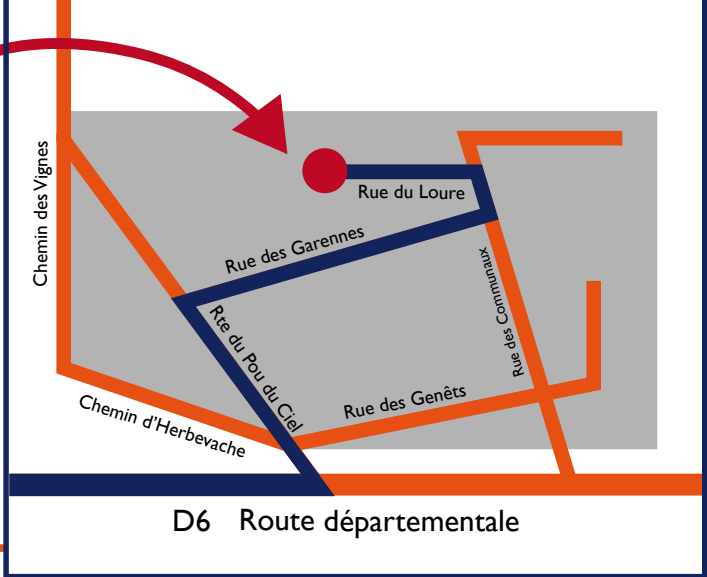 Chemin des Vignes
Rue du Loure
Rue des Garennes
Rue des Communaux
Rte du Pou du Ciel
Rue des Genêts
Chemin d'Herbevache
D6 Route départementale